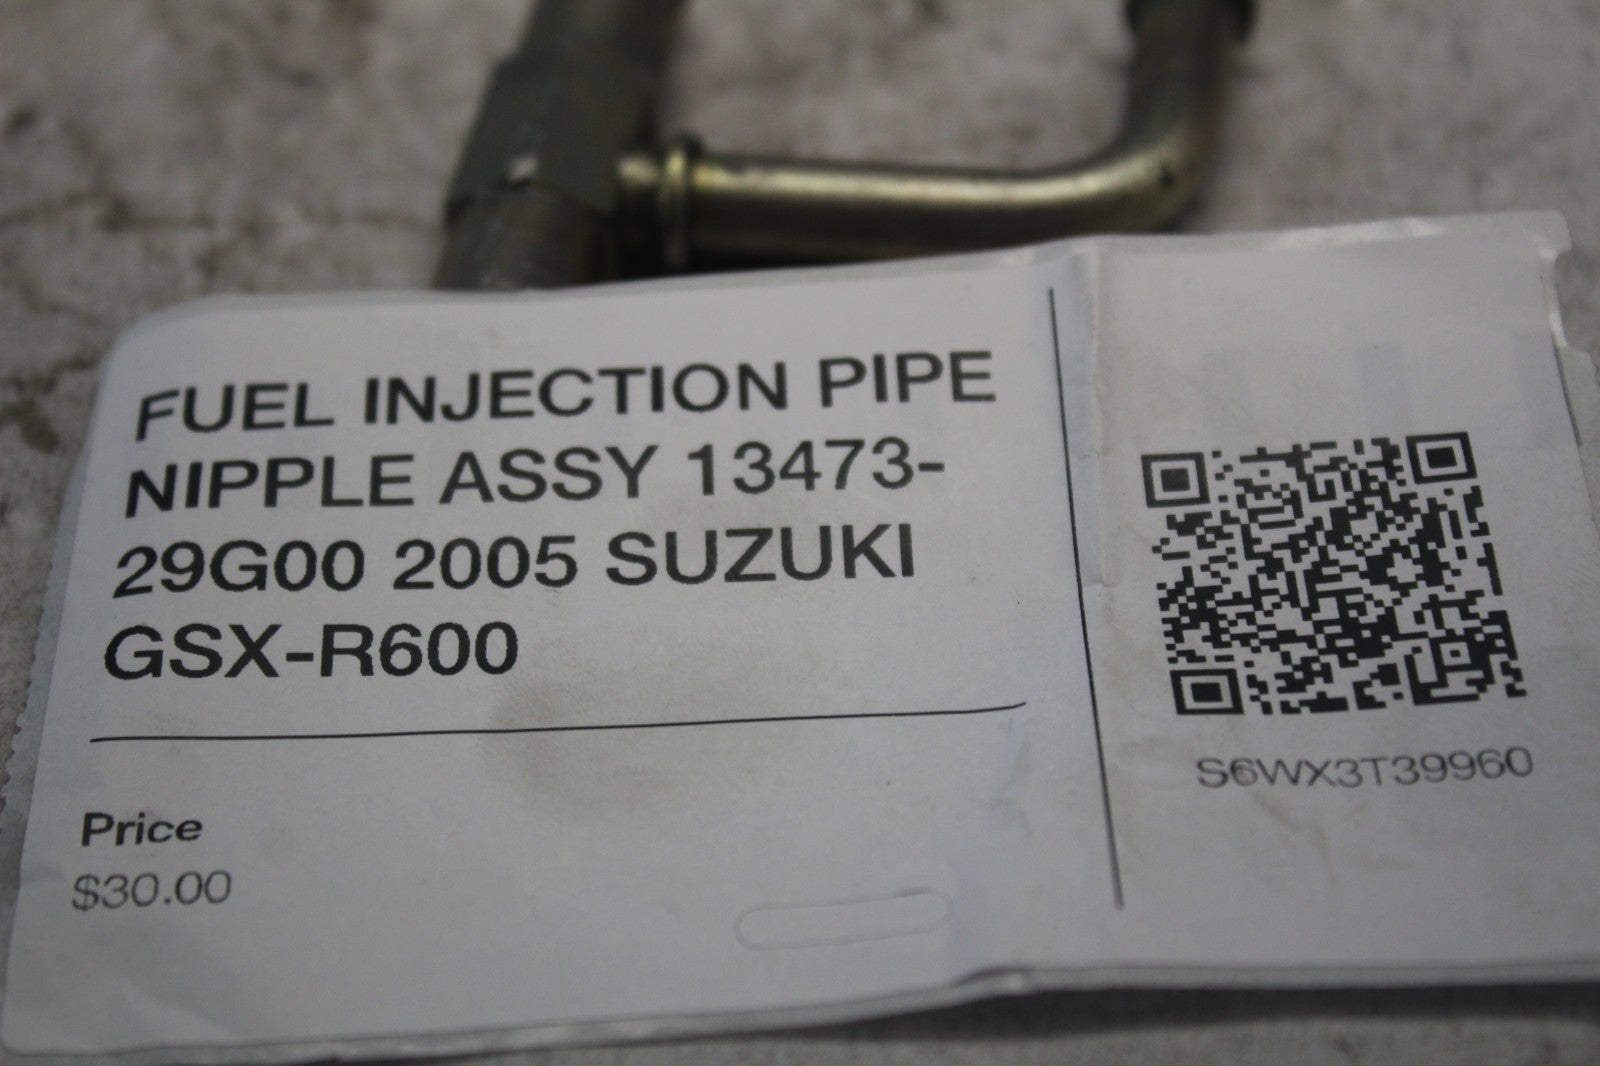 FUEL INJECTION PIPE
NIPPLE ASSY 13473-
29G00 2005 SUZUKI
GSX-R600
Price
$30.00
S6WX3T39960